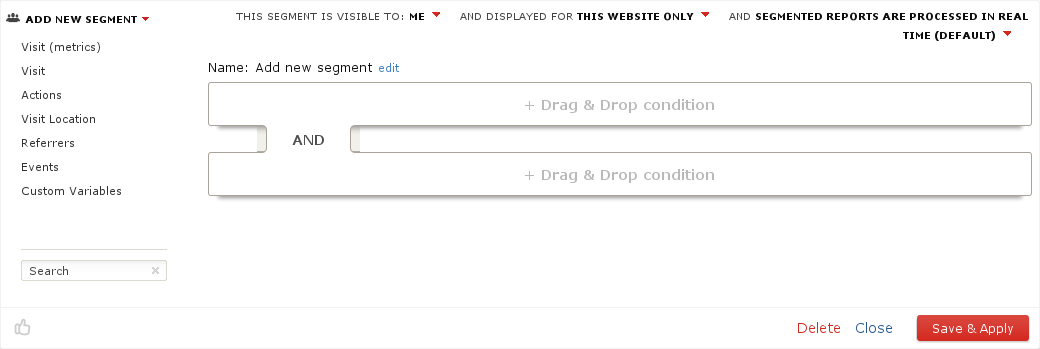 ADD NEW SEGMENT
THIS SEGMENT IS VISIBLE TO: ME AND DISPLAYED FOR THIS WEBSITE ONLY AND SEGMENTED REPORTS ARE PROCESSED IN REAL
TIME (DEFAULT)
Visit (metrics)
Visit
Actions
Visit Location
Referrers
Events
Custom Variables
Search
Name: Add new segment edit
+ Drag & Drop condition
AND
+ Drag & Drop condition
Delete Close Save & Apply